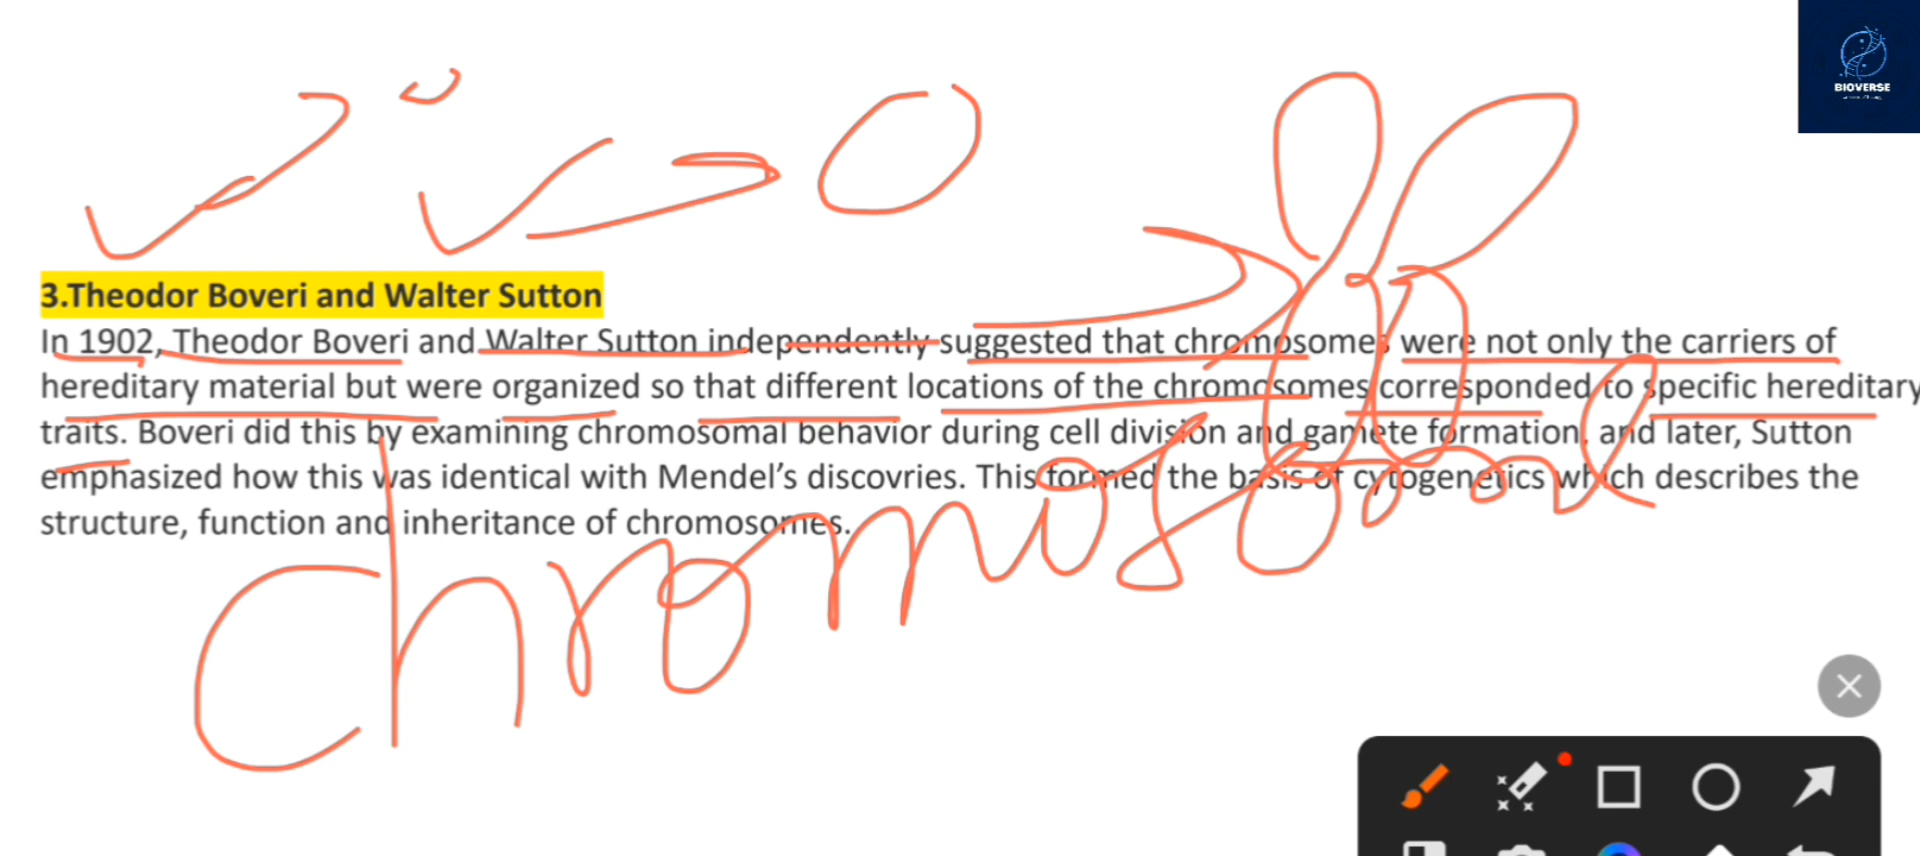 BIOVERSE
3.Theodor Boveri and Walter Sutton
In 1902, Theodor Boveri and Walter Sutton independently suggested that chromosomes were not only the carriers of
hereditary material but were organized so that different locations of the chromosomes corresponded to specific hereditary
traits. Boveri did this by examining chromosomal behavior during cell division and gamete formation, and later, Sutton
emphasized how this was identical with Mendel's discovries. This formed the basis of cytogenetics which describes the
structure, function and inheritance of chromosomes.
chromosomal